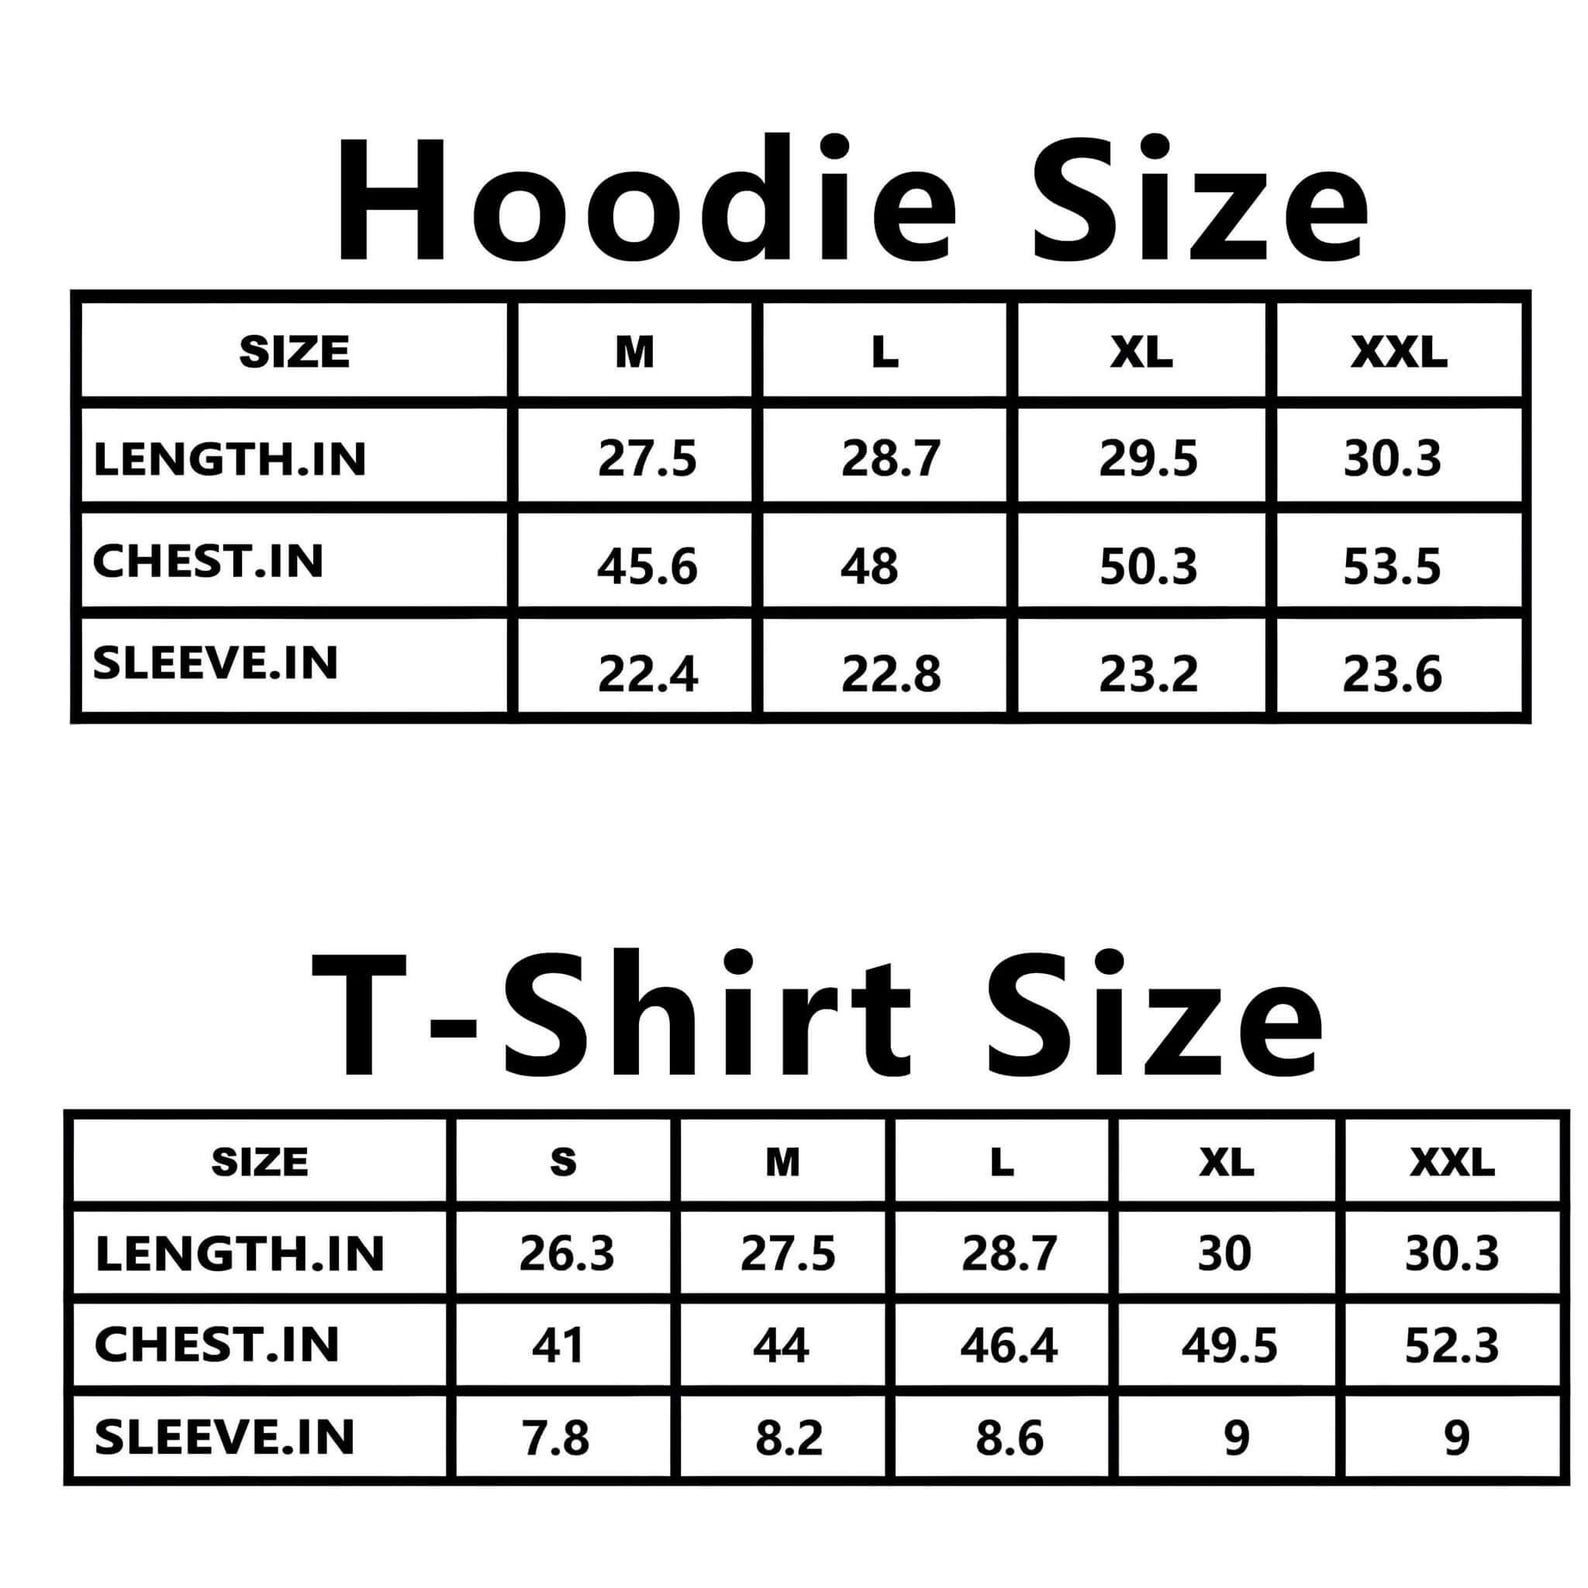 Hoodie Size
SIZE M L XL XXL
LENGTH.IN 27.5 28.7 29.5 30.3
CHEST.IN 45.6 48 50.3 53.5
SLEEVE.IN 22.4 22.8 23.2 23.6
T-Shirt Size
SIZE S M L XL XXL
LENGTH.IN 26.3 27.5 28.7 30 30.3
CHEST.IN 41 44 46.4 49.5 52.3
SLEEVE.IN 7.8 8.2 8.6 9 9